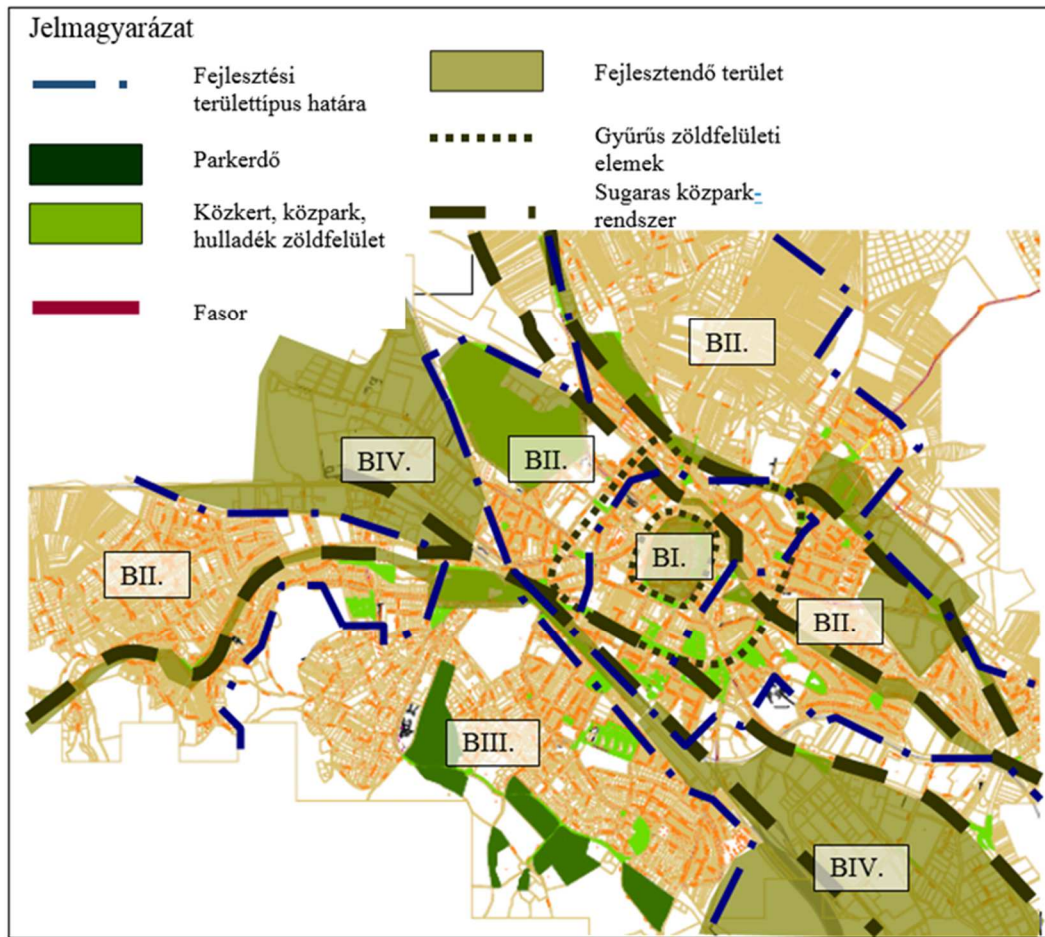 Jelmagyarázat
Fejlesztési
területtípus határa
Parkerdő
Közkert, közpark,
hulladék zöldfelület
Fasor
Fejlesztendő terület
Gyűrűs zöldfelületi
elemek
Sugaras közpark-
rendszer
BII.
BIV.
BII.
BI.
BII.
BII.
BIII.
BIV.